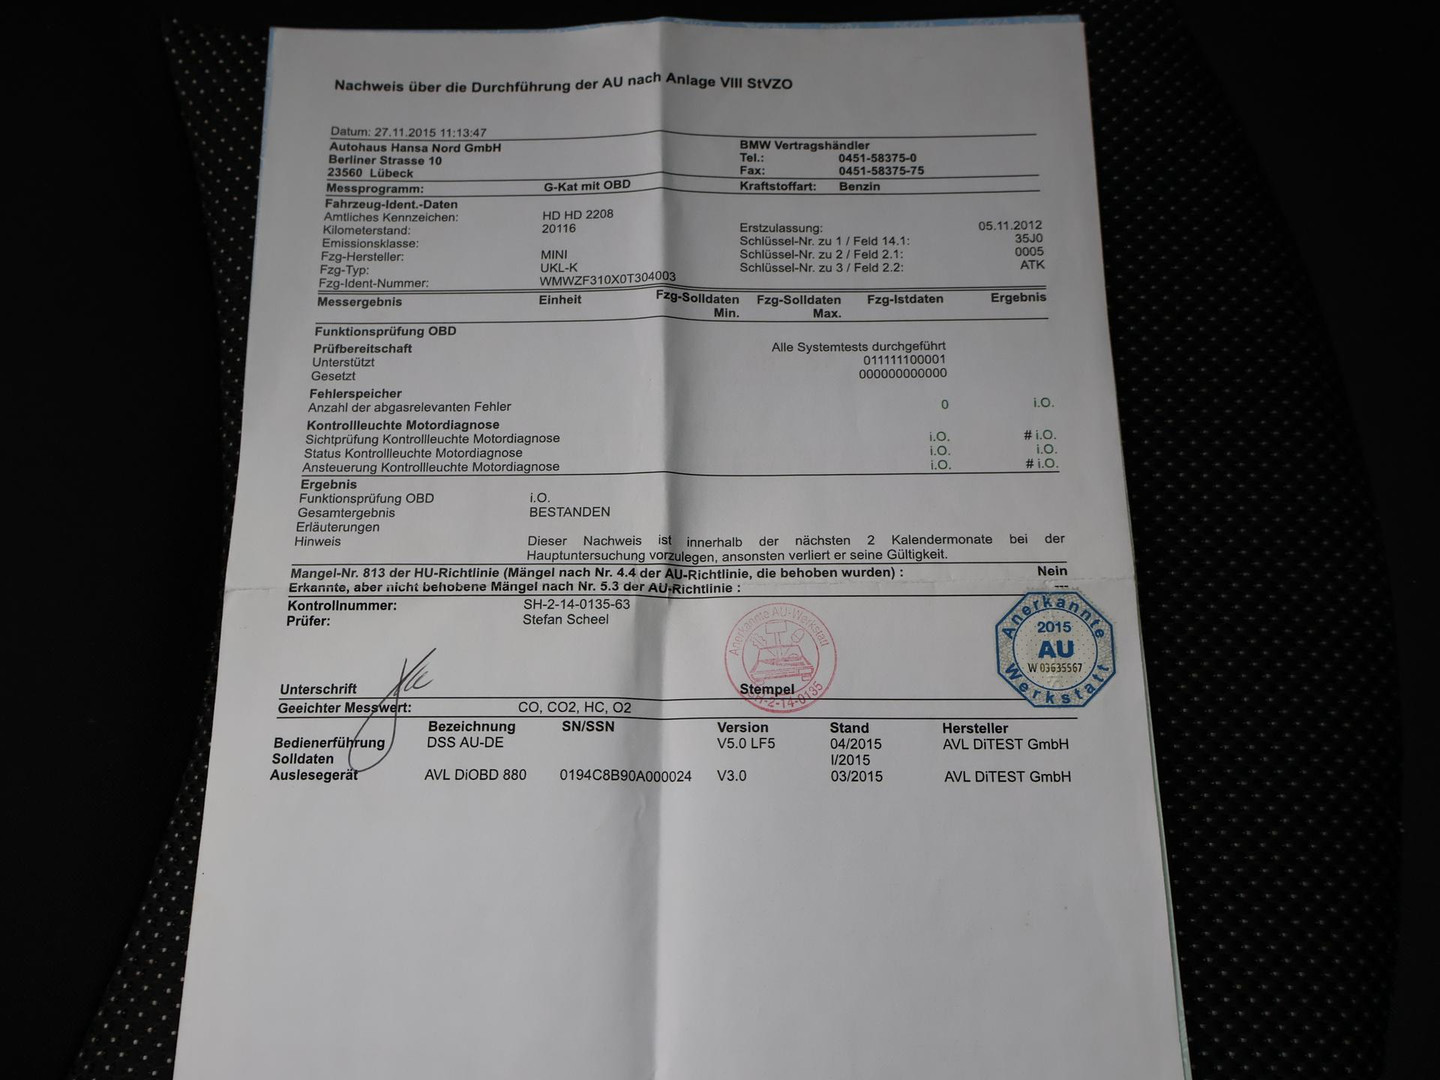 Nachweis über die Durchführung der AU nach Anlage VIII StVZO
Datum: 27.11.2015 11:13:47
Autohaus Hansa Nord GmbH BMW Vertragshändler
Berliner Strasse 10 Tel.: 0451-58375-0
23560 Lübeck Fax: 0451-58375-75
Messprogramm: G-Kat mit OBD Kraftstoffart: Benzin
Fahrzeug-Ident.-Daten
Amtliches Kennzeichen: HD HD 2208
Kilometerstand: 20116 Erstzulassung: 05.11.2012
Emissionsklasse: Schlüssel-Nr. zu 1 / Feld 14.1: 35J0
Fzg-Hersteller: MINI Schlüssel-Nr. zu 2 / Feld 2.1: 0005
Fzg-Typ: UKL-K Schlüssel-Nr. zu 3 / Feld 2.2: ATK
Fzg-Ident-Nummer: WMWZF310X0T304003
Messergebnis Einheit Fzg-Solldaten Fzg-Solldaten Fzg-Istdaten Ergebnis
Min. Max.
Funktionsprüfung OBD
Prüfbereitschaft Alle Systemtests durchgeführt
Unterstützt 011111100001
Gesetzt 000000000000
Fehlerspeicher
Anzahl der abgasrelevanten Fehler 0 i.O.
Kontrollleuchte Motordiagnose
Sichtprüfung Kontrollleuchte Motordiagnose i.O. # i.O.
Status Kontrollleuchte Motordiagnose i.O. i.O.
Ansteuerung Kontrollleuchte Motordiagnose i.O. # i.O.
Ergebnis
Funktionsprüfung OBD i.O.
Gesamtergebnis BESTANDEN
Erläuterungen
Hinweis Dieser Nachweis ist innerhalb der nächsten 2 Kalendermonate bei der
Hauptuntersuchung vorzulegen, ansonsten verliert er seine Gültigkeit.
Mangel-Nr. 813 der HU-Richtlinie (Mängel nach Nr. 4.4 der AU-Richtlinie, die behoben wurden) : Nein
Erkannte, aber nicht behobene Mängel nach Nr. 5.3 der AU-Richtlinie : ---
Kontrollnummer: SH-2-14-0135-63
Prüfer: Stefan Scheel
Anerkannte AU-Werkstatt
SH-2-14-0135
Anerkannte
2015
AU
W 03635567
Werkstatt
Unterschrift Stempel
Geeichter Messwert: CO, CO2, HC, O2
Bezeichnung SN/SSN Version Stand Hersteller
Bedienerführung DSS AU-DE V5.0 LF5 04/2015 AVL DiTEST GmbH
Solldaten I/2015
Auslesegerät AVL DiOBD 880 0194C8B90A000024 V3.0 03/2015 AVL DiTEST GmbH